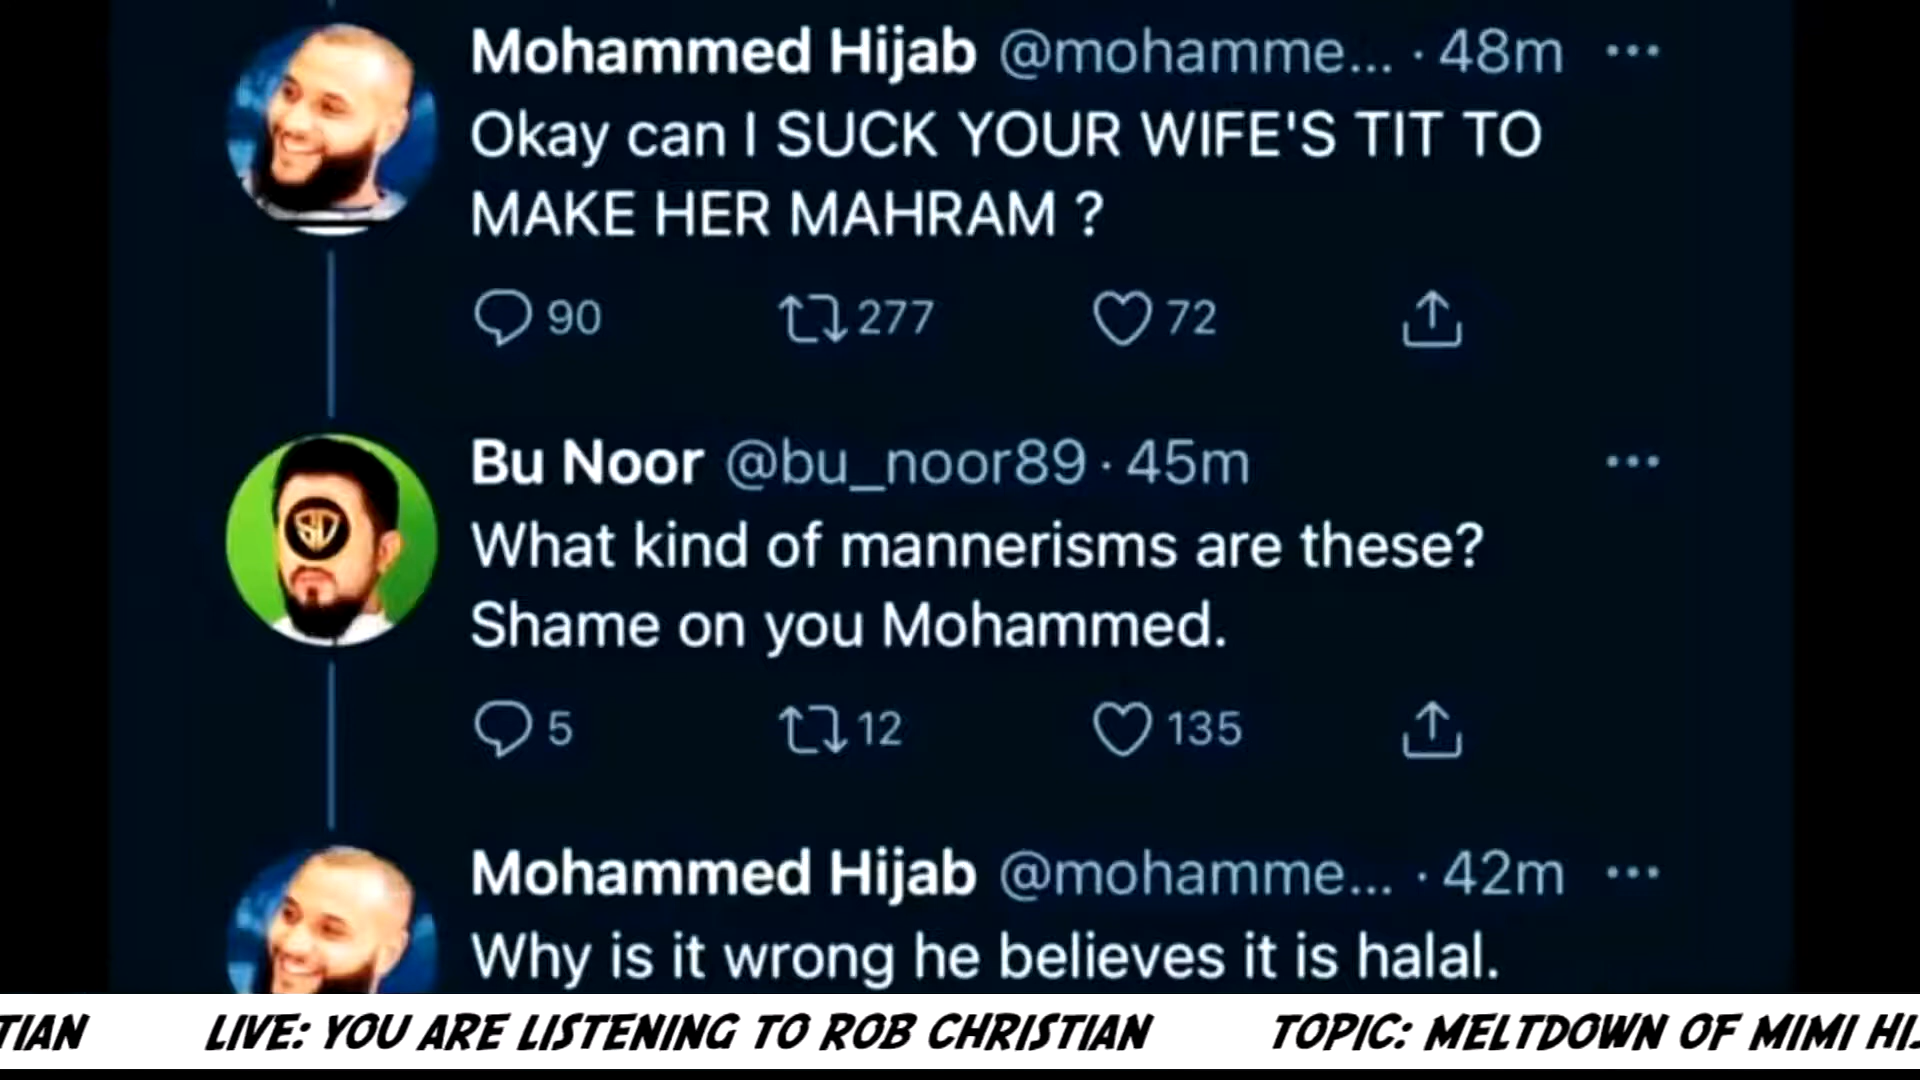 Mohammed Hijab @mohamme... · 48m
Okay can I SUCK YOUR WIFE'S TIT TO
MAKE HER MAHRAM ?
90 277 72
Bu Noor @bu_noor89 · 45m
What kind of mannerisms are these?
Shame on you Mohammed.
5 12 135
Mohammed Hijab @mohamme... · 42m
Why is it wrong he believes it is halal.
TIAN LIVE: YOU ARE LISTENING TO ROB CHRISTIAN TOPIC: MELTDOWN OF MIMI HI